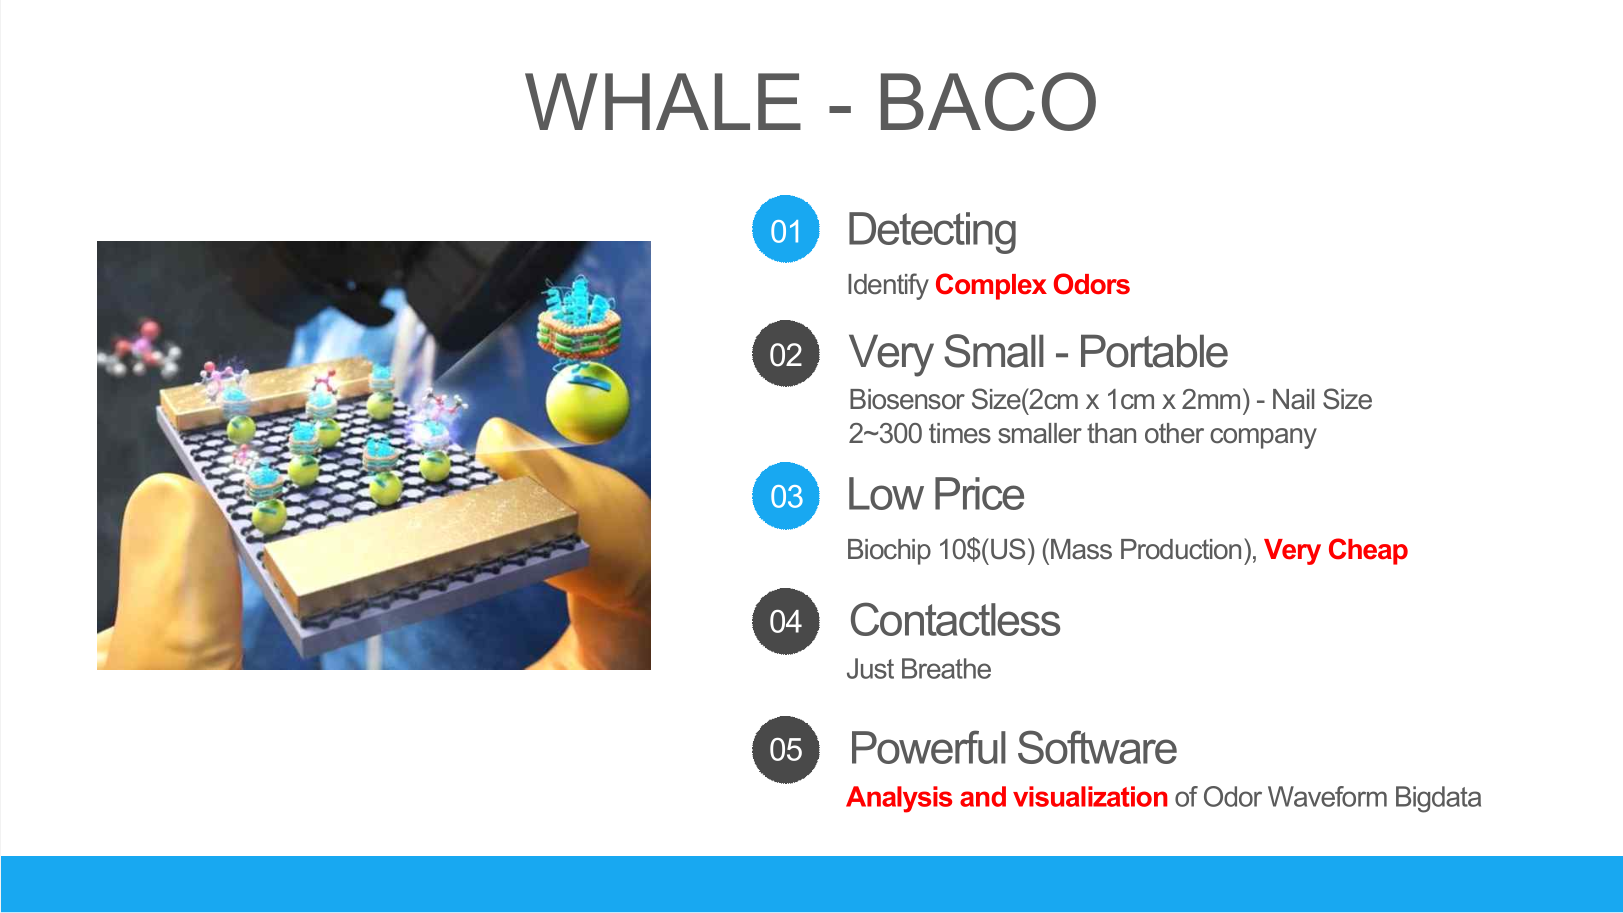 WHALE - BACO
01
Detecting
Identify Complex Odors
02
Very Small - Portable
Biosensor Size(2cm x 1cm x 2mm) - Nail Size
2~300 times smaller than other company
03
Low Price
Biochip 10$(US) (Mass Production), Very Cheap
04
Contactless
Just Breathe
05
Powerful Software
Analysis and visualization of Odor Waveform Bigdata